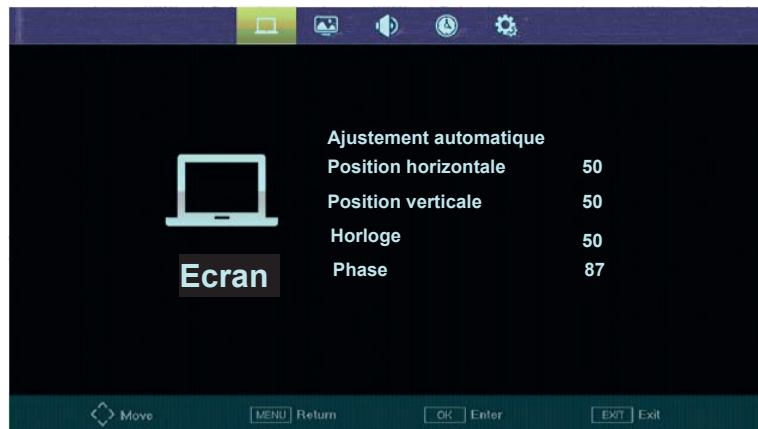 Ajustement automatique
Position horizontale 50
Position verticale 50
Horloge 50
Phase 87
Ecran
Move MENU Return OK Enter EXIT Exit